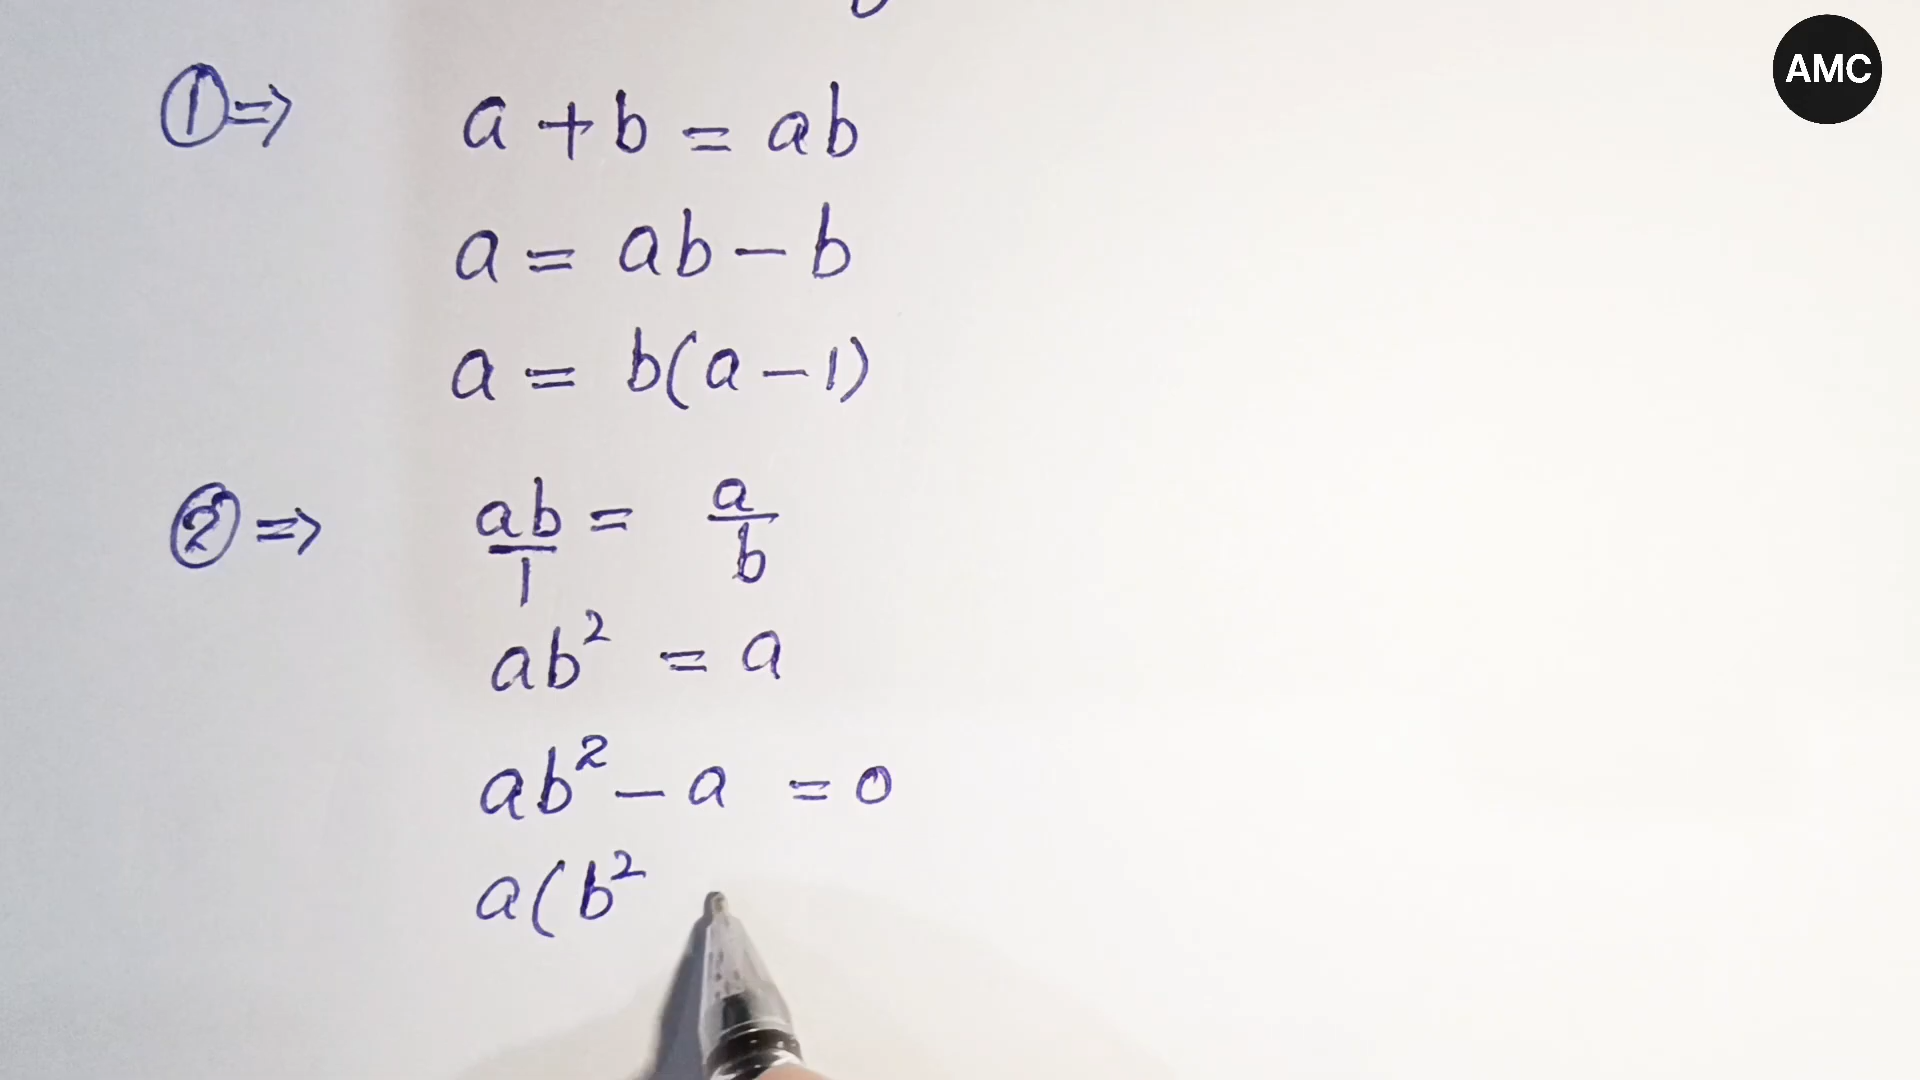 AMC
① ⇒ a + b = ab
a = ab - b
a = b(a - 1)
② ⇒ ab/1 = a/b
ab² = a
ab² - a = 0
a(b²